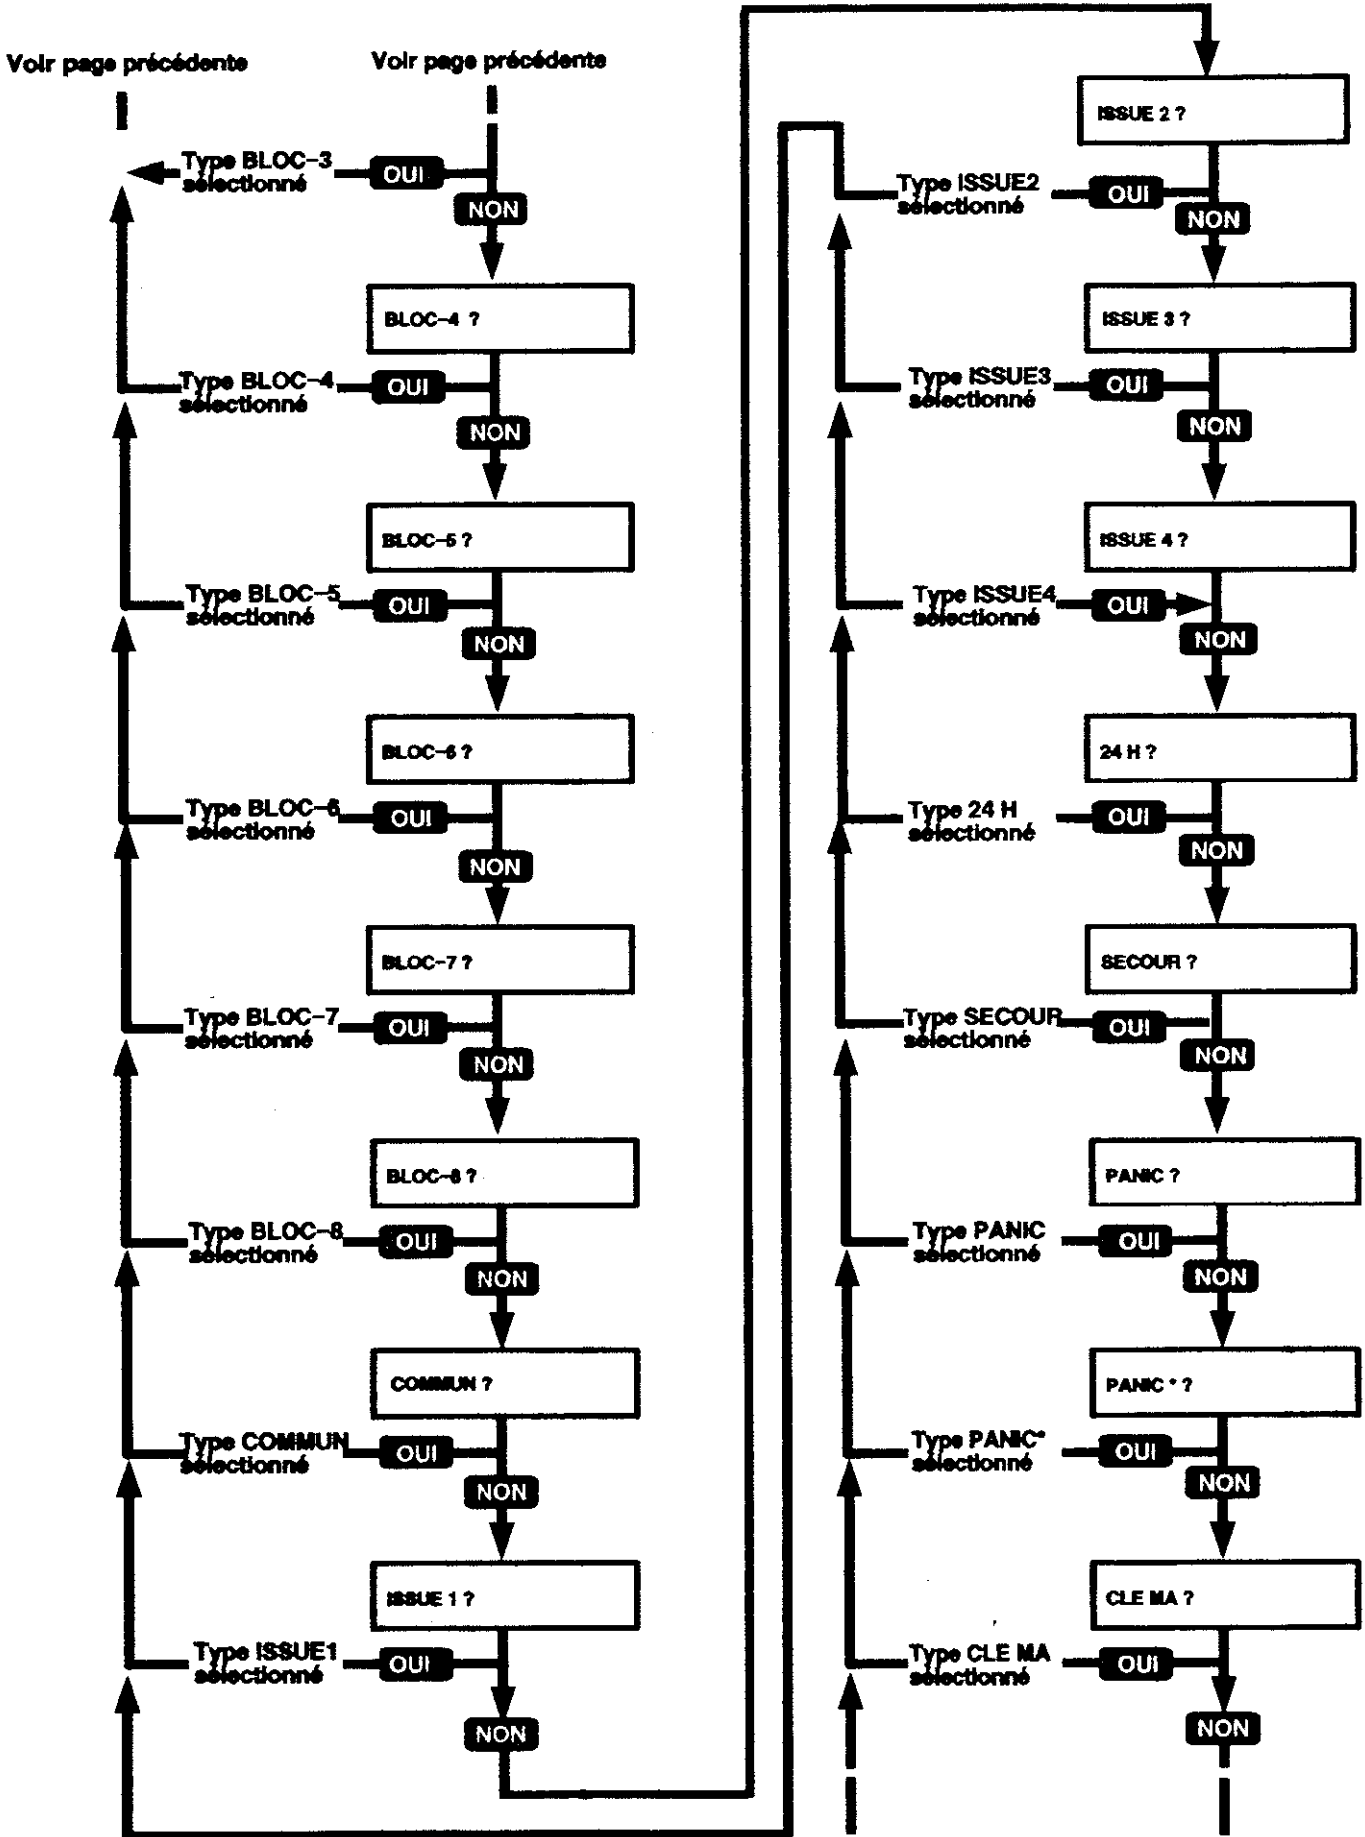 Voir page précédente
Voir page précédente
Type BLOC-3
sélectionné
OUI
NON
BLOC-4 ?
Type BLOC-4
sélectionné
OUI
NON
BLOC-5 ?
Type BLOC-5
sélectionné
OUI
NON
BLOC-6 ?
Type BLOC-6
sélectionné
OUI
NON
BLOC-7 ?
Type BLOC-7
sélectionné
OUI
NON
BLOC-8 ?
Type BLOC-8
sélectionné
OUI
NON
COMMUN ?
Type COMMUN
sélectionné
OUI
NON
ISSUE 1 ?
Type ISSUE1
sélectionné
OUI
NON
ISSUE 2 ?
Type ISSUE2
sélectionné
OUI
NON
ISSUE 3 ?
Type ISSUE3
sélectionné
OUI
NON
ISSUE 4 ?
Type ISSUE4
sélectionné
OUI
NON
24 H ?
Type 24 H
sélectionné
OUI
NON
SECOUR ?
Type SECOUR
sélectionné
OUI
NON
PANIC ?
Type PANIC
sélectionné
OUI
NON
PANIC * ?
Type PANIC*
sélectionné
OUI
NON
CLE MA ?
Type CLE MA
sélectionné
OUI
NON